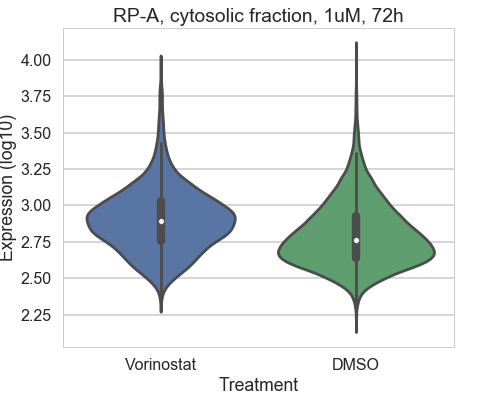 RP-A, cytosolic fraction, 1uM, 72h
Expression (log10)
4.00
3.75
3.50
3.25
3.00
2.75
2.50
2.25
Vorinostat DMSO
Treatment